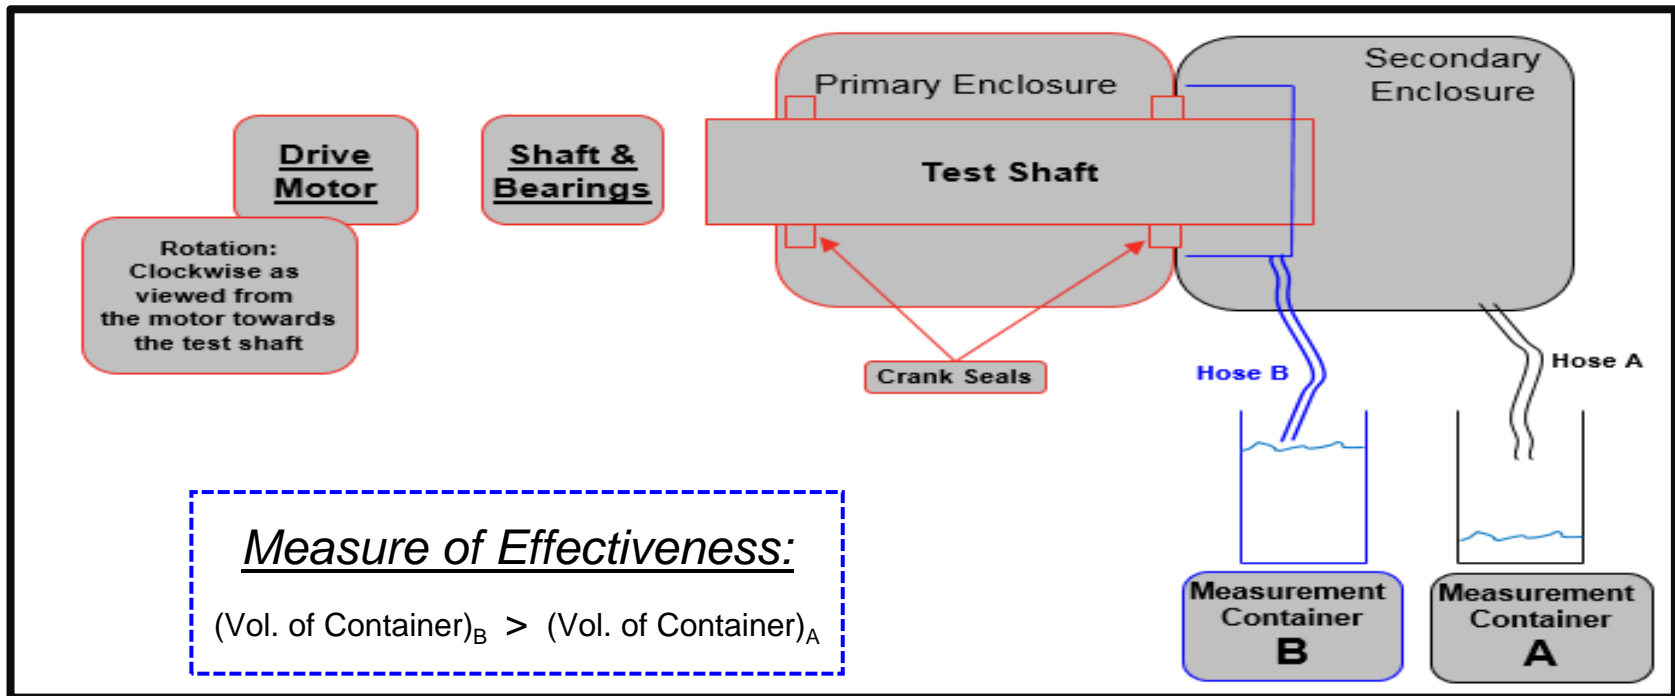 Primary Enclosure
Secondary
Enclosure
Drive
Motor
Shaft &
Bearings
Test Shaft
Rotation:
Clockwise as
viewed from
the motor towards
the test shaft
Crank Seals
Hose B
Hose A
Measure of Effectiveness:
(Vol. of Container)B > (Vol. of Container)A
Measurement
Container
B
Measurement
Container
A